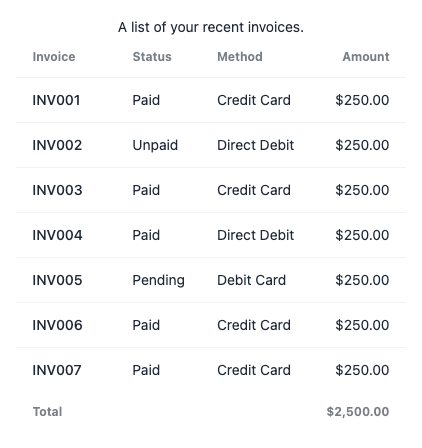 A list of your recent invoices.
Invoice Status Method Amount
INV001 Paid Credit Card $250.00
INV002 Unpaid Direct Debit $250.00
INV003 Paid Credit Card $250.00
INV004 Paid Direct Debit $250.00
INV005 Pending Debit Card $250.00
INV006 Paid Credit Card $250.00
INV007 Paid Credit Card $250.00
Total $2,500.00